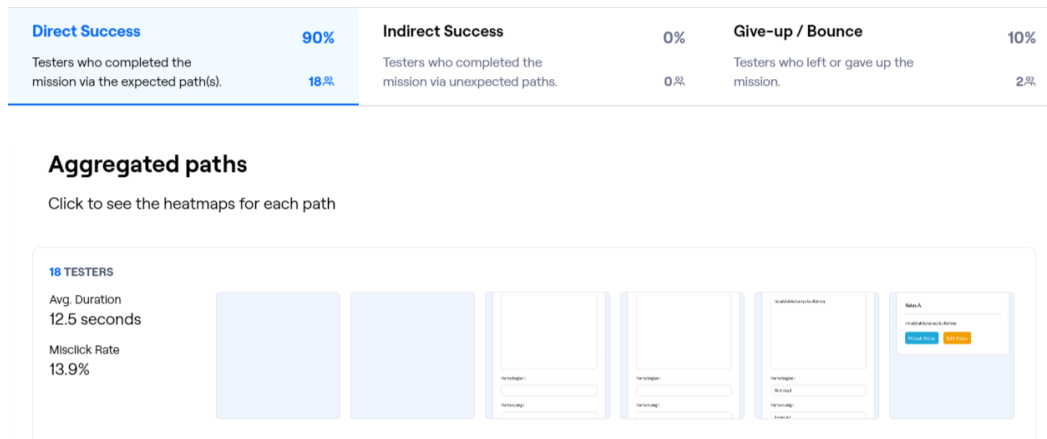 Direct Success
90%
Testers who completed the
mission via the expected path(s).
18
Indirect Success
0%
Testers who completed the
mission via unexpected paths.
0
Give-up / Bounce
10%
Testers who left or gave up the
mission.
2
Aggregated paths
Click to see the heatmaps for each path
18 TESTERS
Avg. Duration
12.5 seconds
Misclick Rate
13.9%
Kelas A